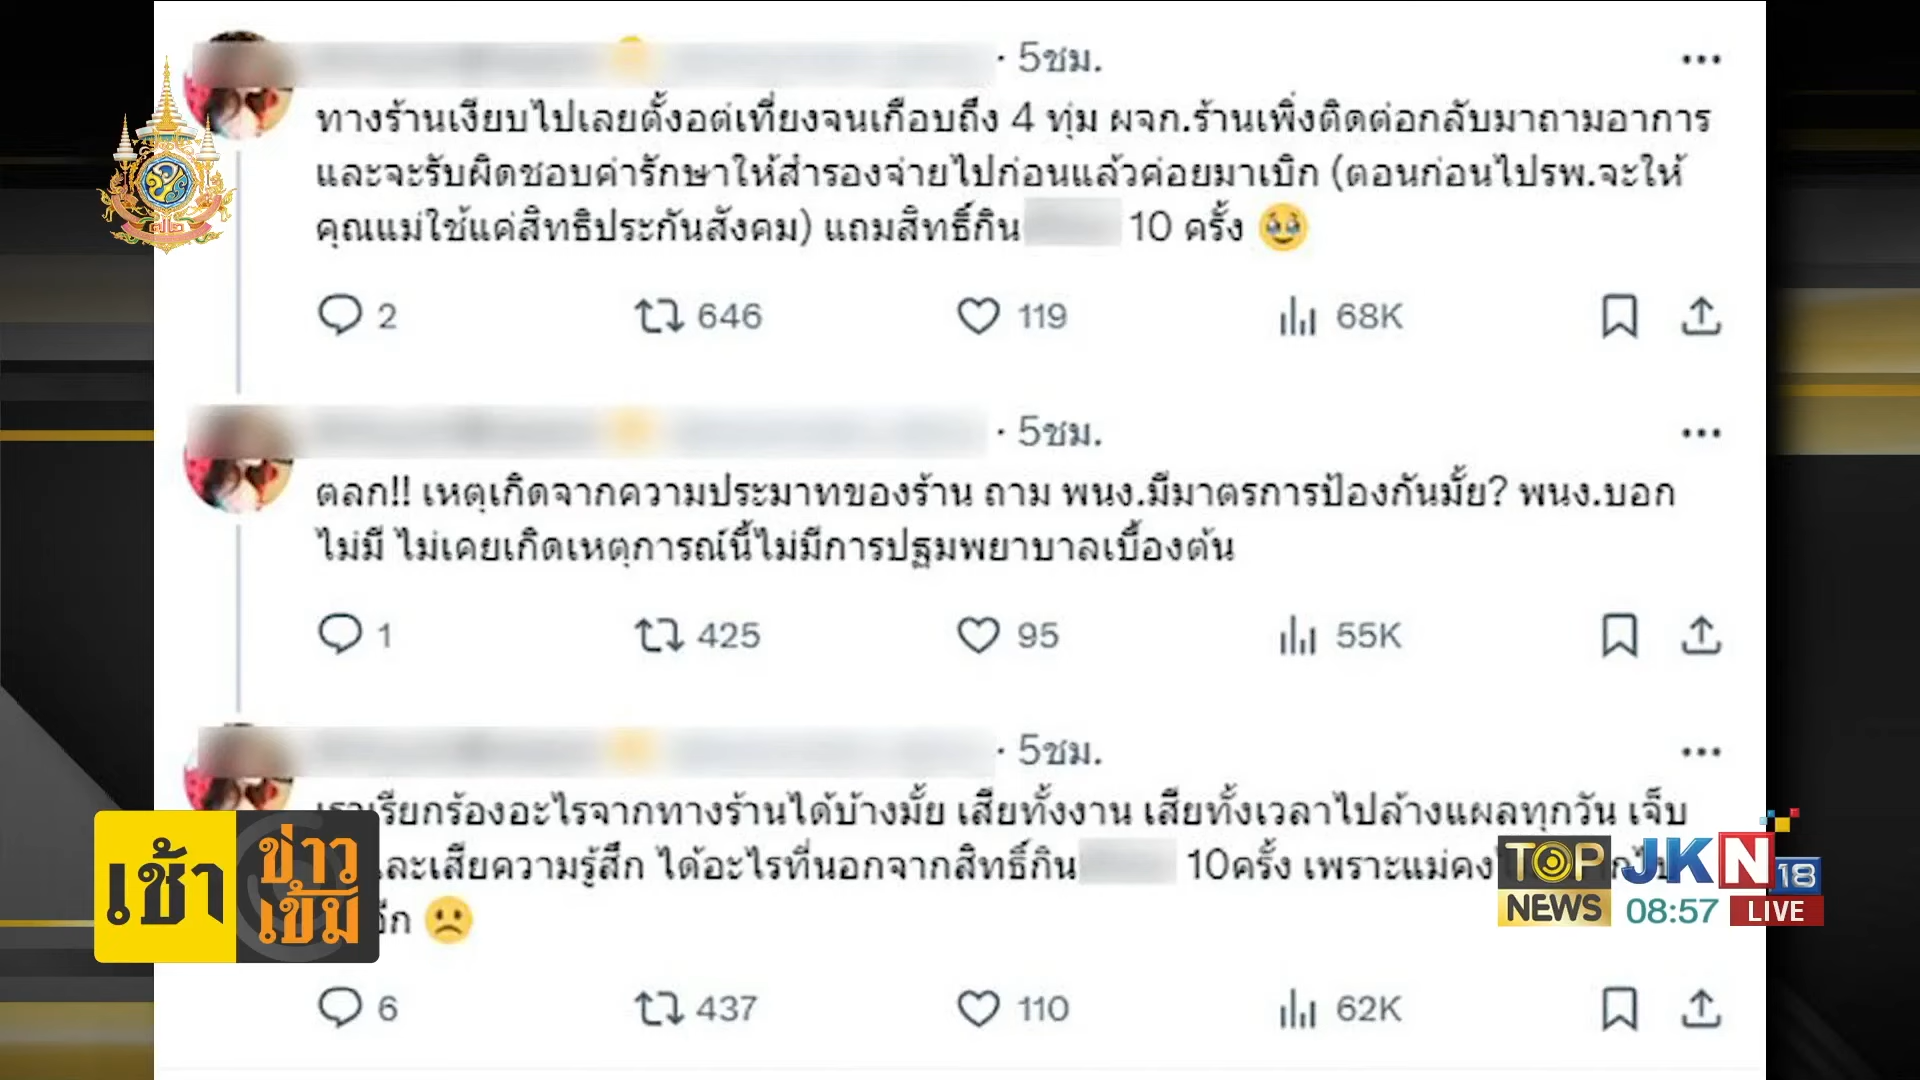 · 5ชม.
ทางร้านเงียบไปเลยตั้งอต่เที่ยงจนเกือบถึง 4 ทุ่ม ผจก.ร้านเพิ่งติดต่อกลับมาถามอาการ
และจะรับผิดชอบค่ารักษาให้สำรองจ่ายไปก่อนแล้วค่อยมาเบิก (ตอนก่อนไปรพ.จะให้
คุณแม่ใช้แค่สิทธิประกันสังคม) แถมสิทธิ์กิน 10 ครั้ง 🥹
2 646 119 68K
· 5ชม.
ตลก!! เหตุเกิดจากความประมาทของร้าน ถาม พนง.มีมาตรการป้องกันมั้ย? พนง.บอก
ไม่มี ไม่เคยเกิดเหตุการณ์นี้ไม่มีการปฐมพยาบาลเบื้องต้น
1 425 95 55K
· 5ชม.
เราเรียกร้องอะไรจากทางร้านได้บ้างมั้ย เสียทั้งงาน เสียทั้งเวลาไปล้างแผลทุกวัน เจ็บ
และเสียความรู้สึก ได้อะไรที่นอกจากสิทธิ์กิน 10ครั้ง เพราะแม่คง
อีก 🙁
6 437 110 62K
เช้า ข่าว เข้ม
TOP NEWS
JKN 18
08:57 LIVE